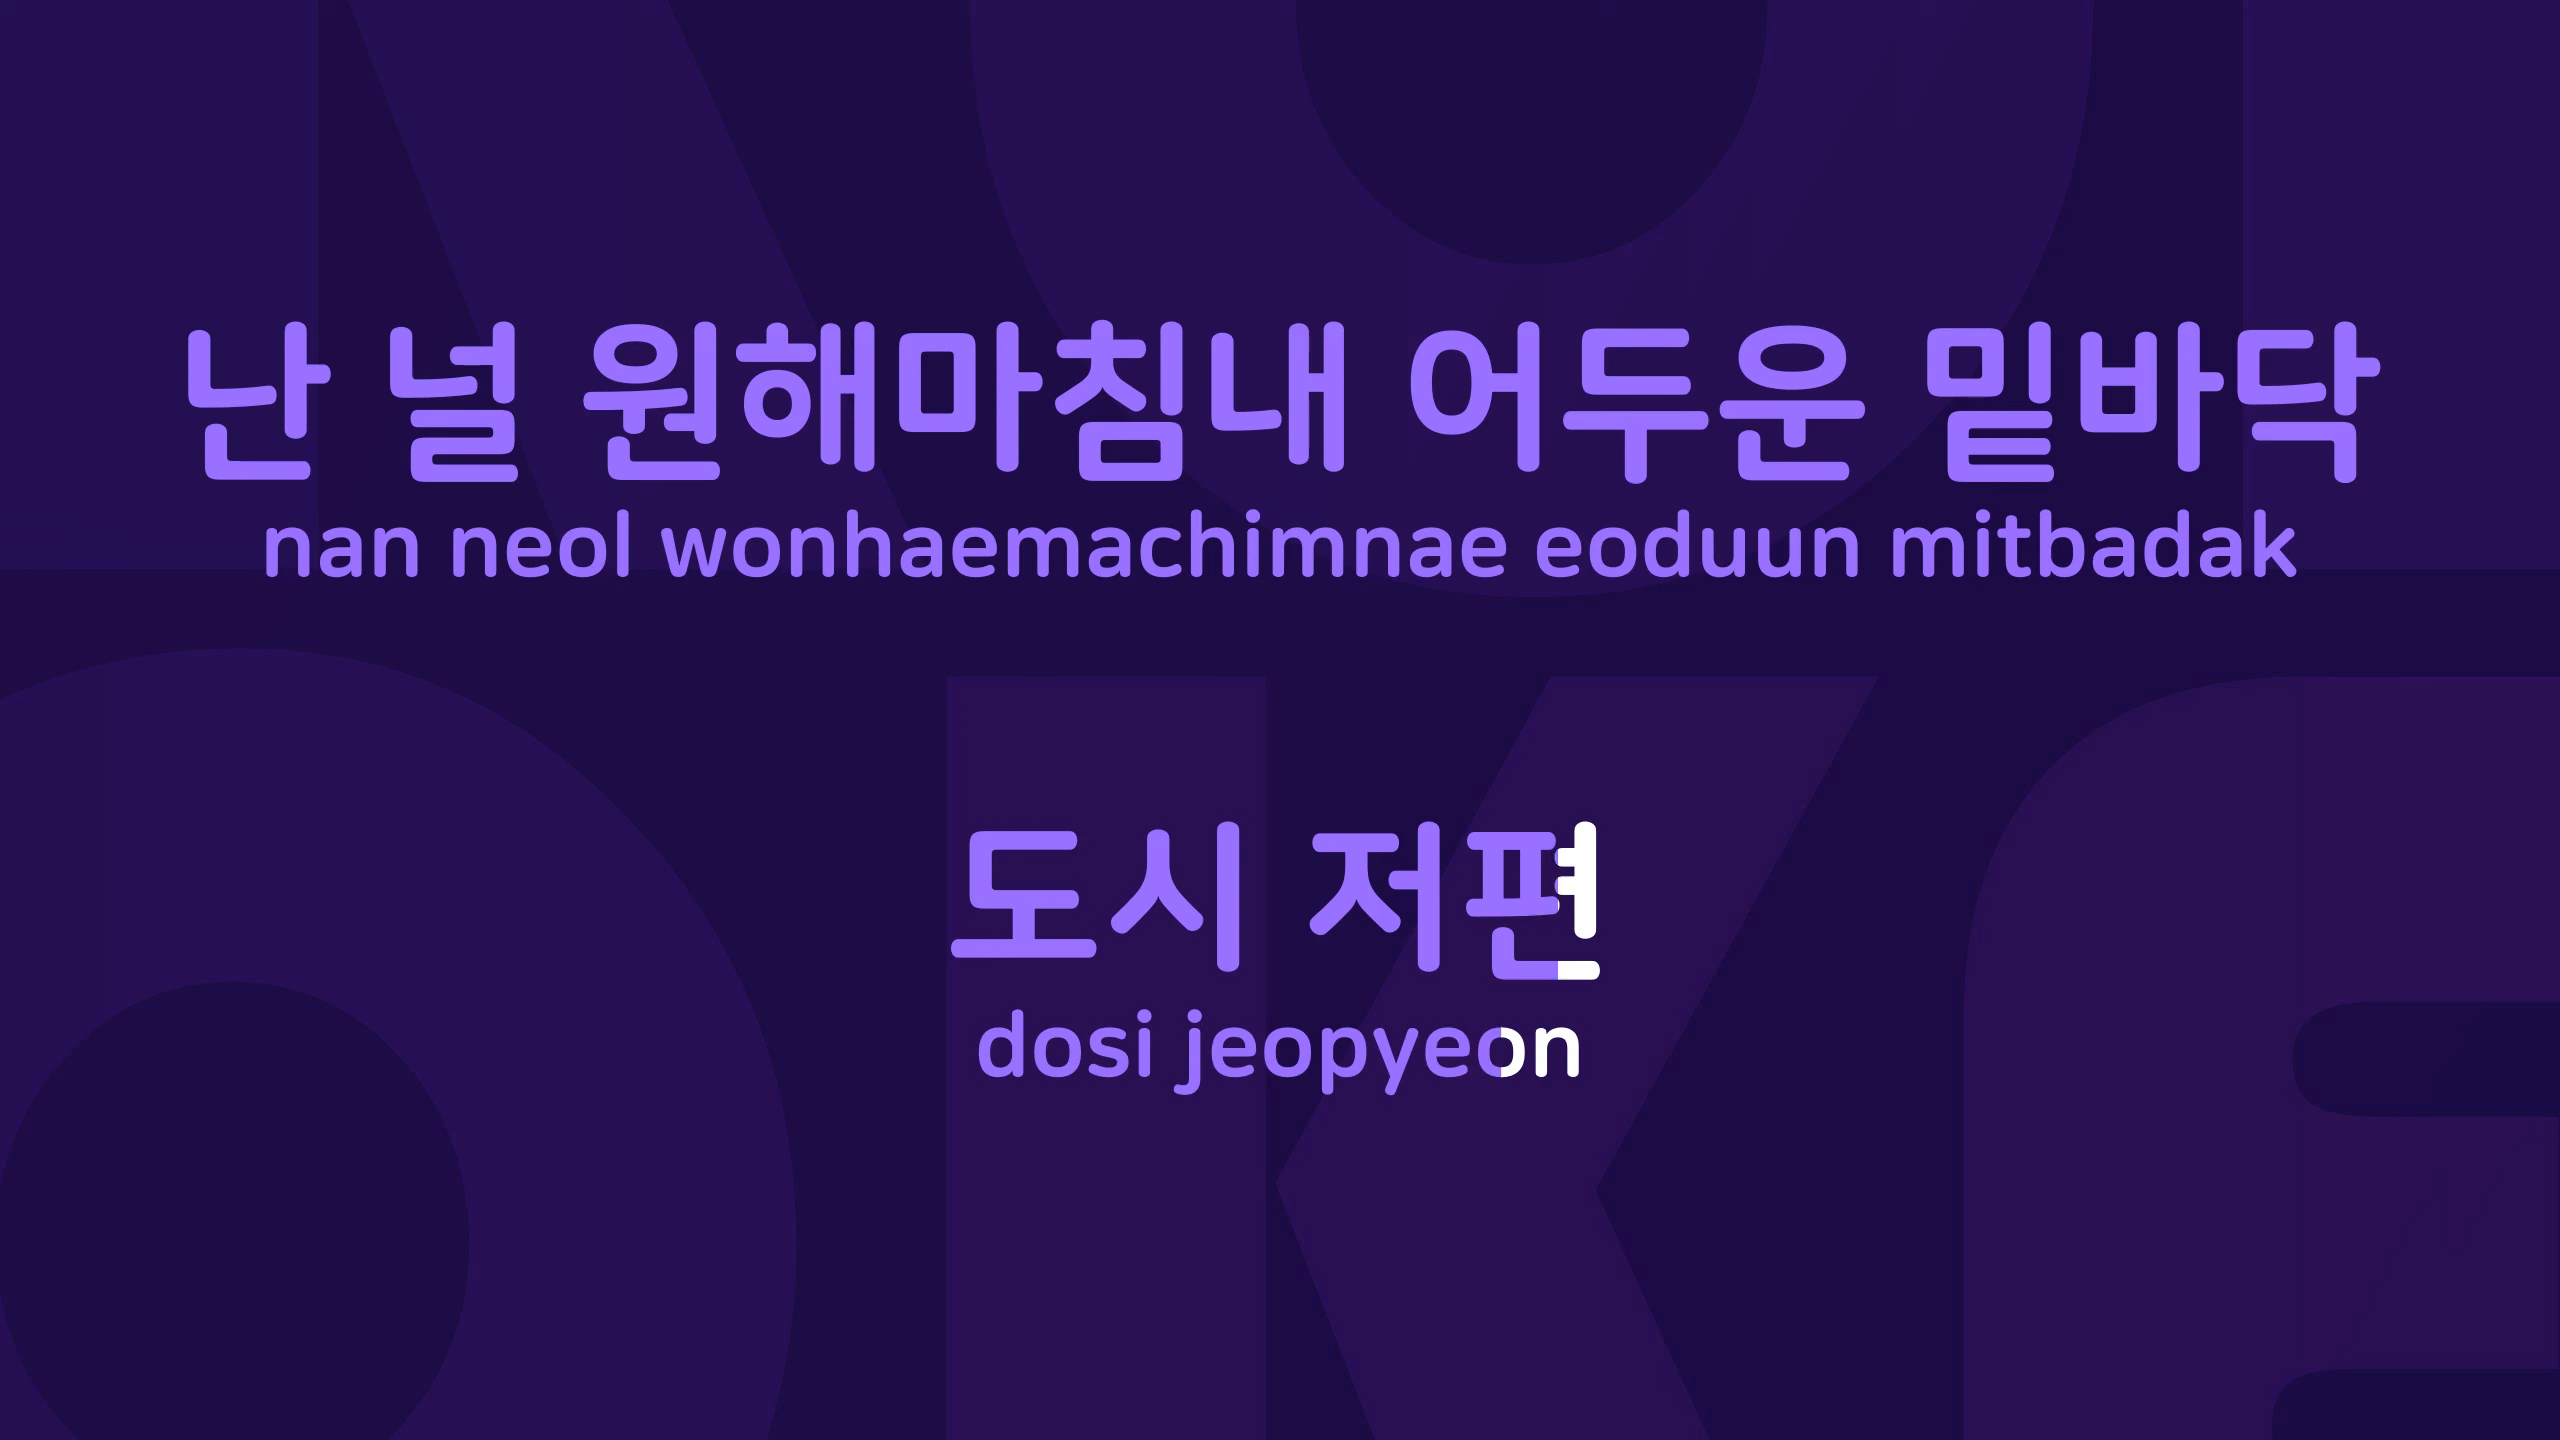 난 널 원해마침내 어두운 밑바닥
nan neol wonhaemachimnae eoduun mitbadak
도시 저편
dosi jeopyeon